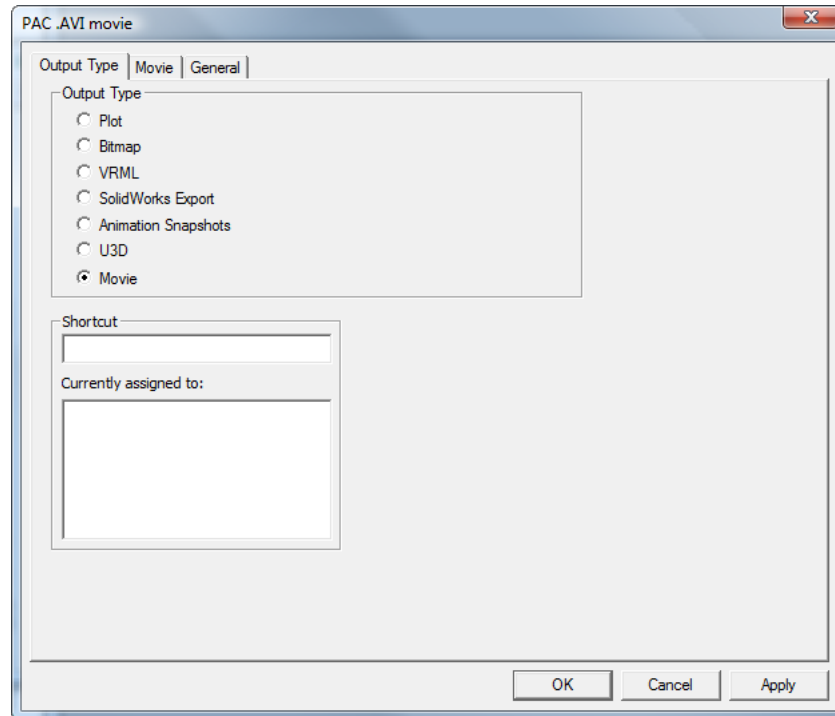 PAC .AVI movie
Output Type Movie General
Output Type
Plot
Bitmap
VRML
SolidWorks Export
Animation Snapshots
U3D
Movie
Shortcut
Currently assigned to:
OK Cancel Apply